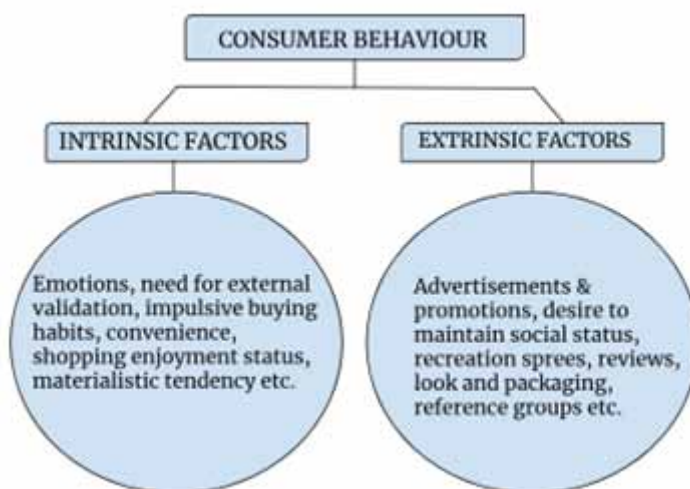 CONSUMER BEHAVIOUR
INTRINSIC FACTORS
EXTRINSIC FACTORS
Emotions, need for external
validation, impulsive buying
habits, convenience,
shopping enjoyment status,
materialistic tendency etc.
Advertisements &
promotions, desire to
maintain social status,
recreation sprees, reviews,
look and packaging,
reference groups etc.